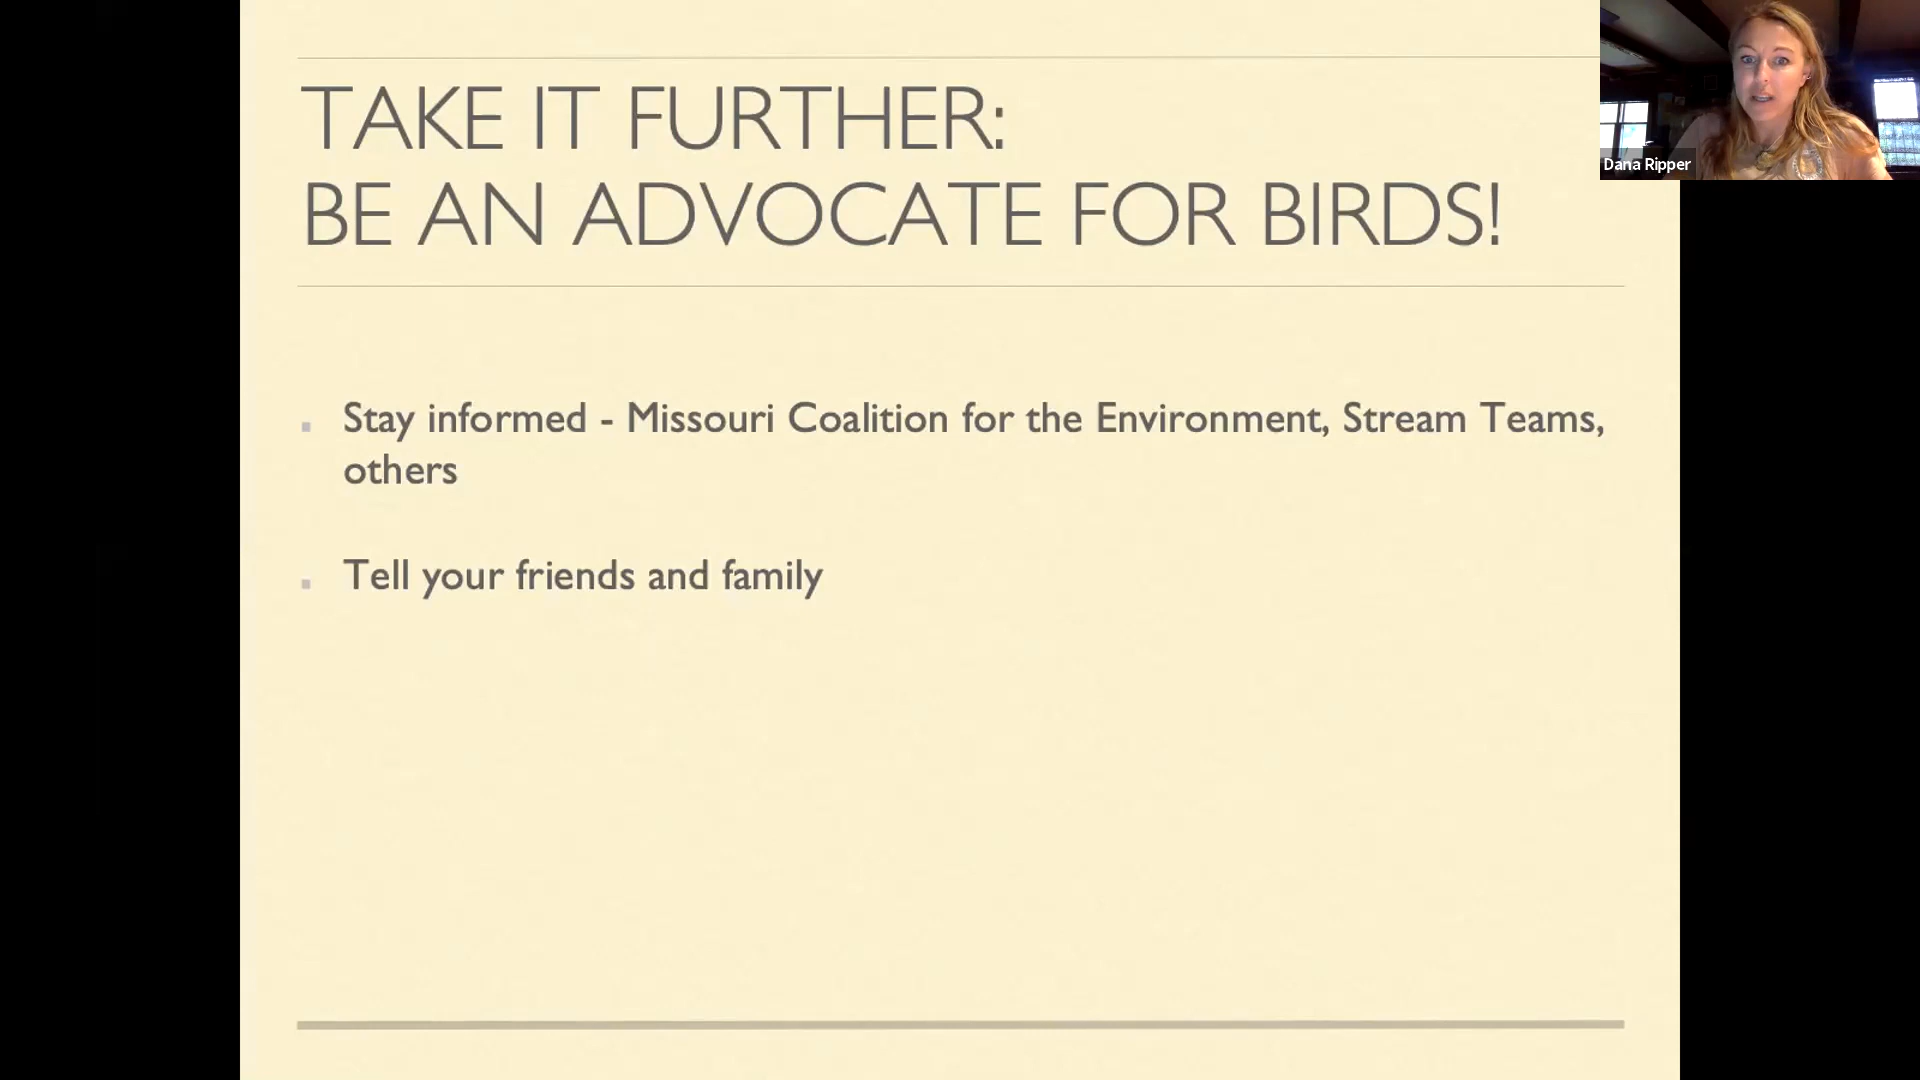 TAKE IT FURTHER:
BE AN ADVOCATE FOR BIRDS!
Dana Ripper
Stay informed - Missouri Coalition for the Environment, Stream Teams,
others
Tell your friends and family